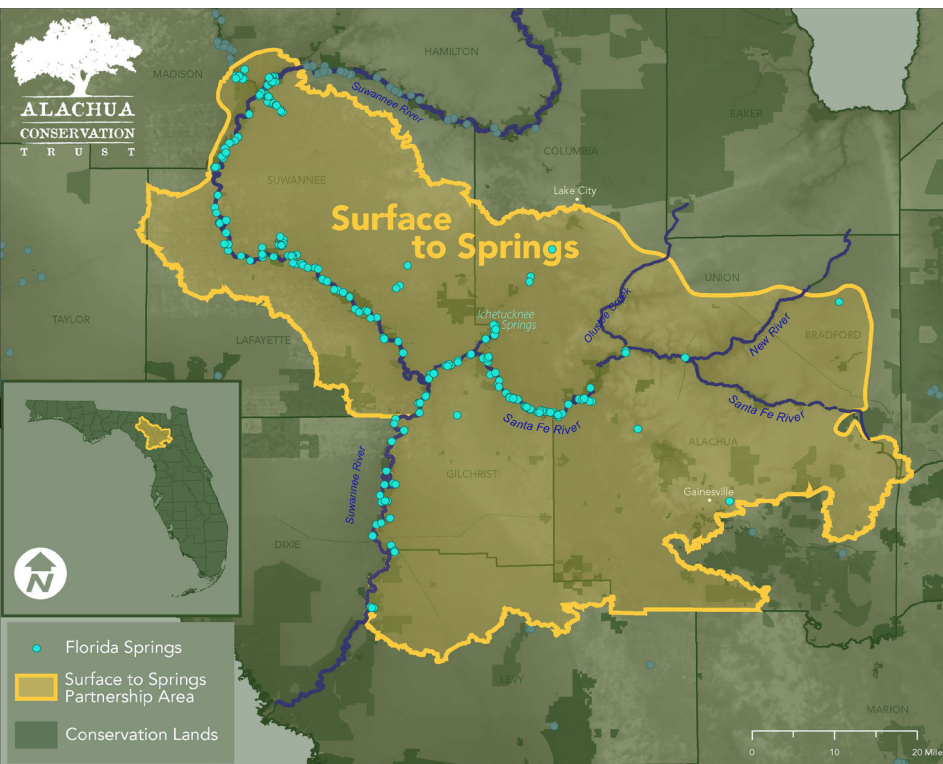 ALACHUA
CONSERVATION
TRUST
MADISON
HAMILTON
Suwannee River
BAKER
COLUMBIA
SUWANNEE
Lake City
Surface
to Springs
UNION
TAYLOR
LAFAYETTE
Ichetucknee
Springs
Olustee Creek
New River
BRADFORD
Santa Fe River
Santa Fe River
ALACHUA
Suwannee River
GILCHRIST
Gainesville
DIXIE
N
LEVY
MARION
Florida Springs
Surface to Springs
Partnership Area
Conservation Lands
0 10 20 Mile